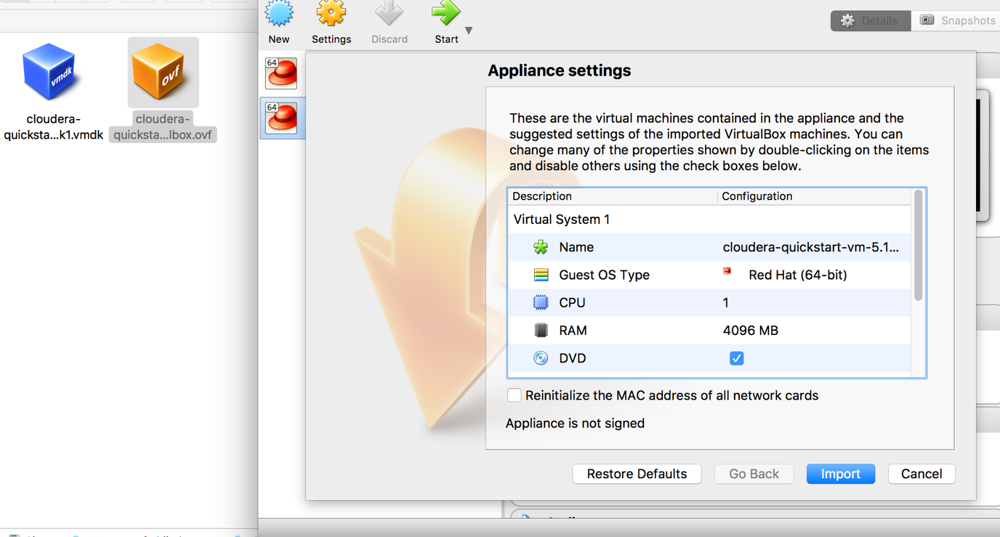 vmdk
cloudera-
quicksta...k1.vmdk
ovf
cloudera-
quicksta...lbox.ovf
New
Settings
Discard
Start
Details
Snapshots
64
64
Appliance settings
These are the virtual machines contained in the appliance and the
suggested settings of the imported VirtualBox machines. You can
change many of the properties shown by double-clicking on the items
and disable others using the check boxes below.
Description Configuration
Virtual System 1
Name cloudera-quickstart-vm-5.1...
Guest OS Type Red Hat (64-bit)
CPU 1
RAM 4096 MB
DVD
Reinitialize the MAC address of all network cards
Appliance is not signed
Restore Defaults Go Back Import Cancel